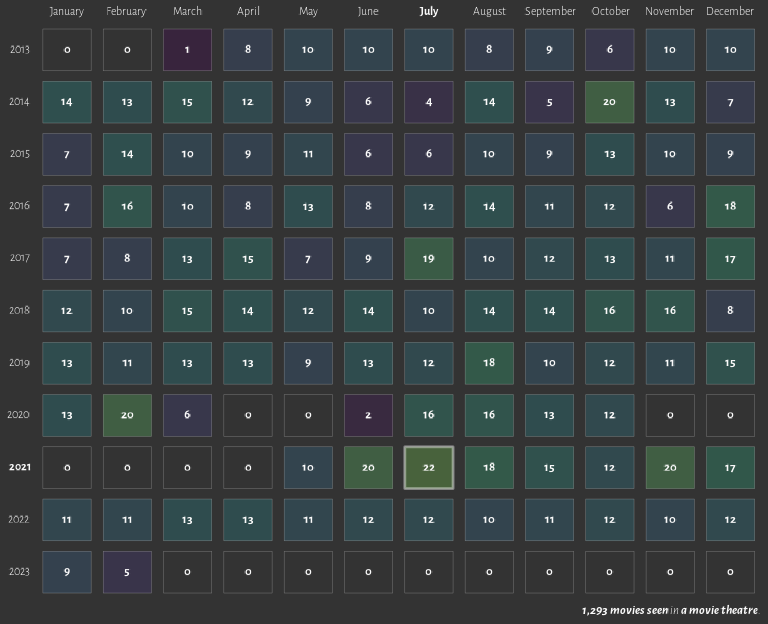 January February March April May June July August September October November December
2013 0 0 1 8 10 10 10 8 9 6 10 10
2014 14 13 15 12 9 6 4 14 5 20 13 7
2015 7 14 10 9 11 6 6 10 9 13 10 9
2016 7 16 10 8 13 8 12 14 11 12 6 18
2017 7 8 13 15 7 9 19 10 12 13 11 17
2018 12 10 15 14 12 14 10 14 14 16 16 8
2019 13 11 13 13 9 13 12 18 10 12 11 15
2020 13 20 6 0 0 2 16 16 13 12 0 0
2021 0 0 0 0 10 20 22 18 15 12 20 17
2022 11 11 13 13 11 12 12 10 11 12 10 12
2023 9 5 0 0 0 0 0 0 0 0 0 0
1,293 movies seen in a movie theatre.